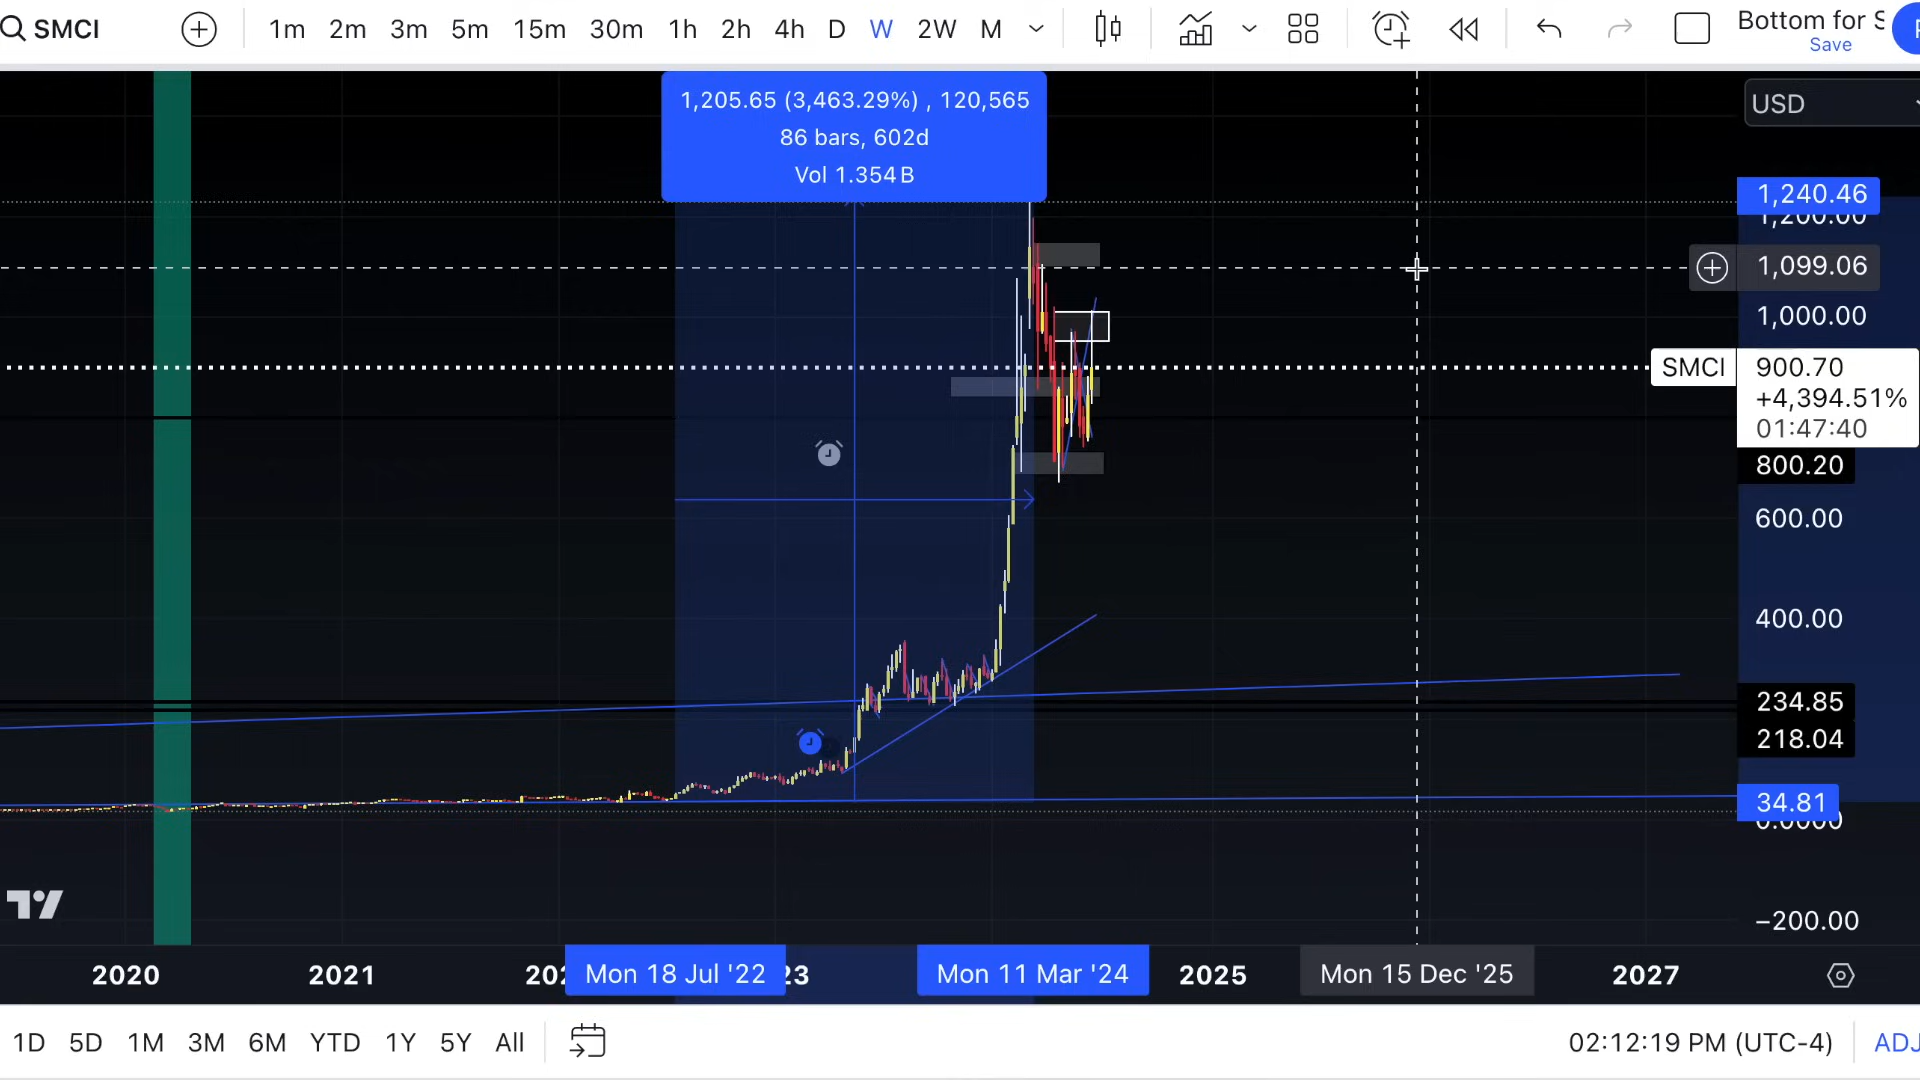 SMCI 1m 2m 3m 5m 15m 30m 1h 2h 4h D W 2W M Bottom for S
Save
1,205.65 (3,463.29%) , 120,565
86 bars, 602d
Vol 1.354B
USD
1,240.46
1,200.00
1,099.06
1,000.00
SMCI 900.70
+4,394.51%
01:47:40
800.20
600.00
400.00
234.85
218.04
34.81
0.0000
−200.00
2020 2021 202 Mon 18 Jul '22 23 Mon 11 Mar '24 2025 Mon 15 Dec '25 2027
1D 5D 1M 3M 6M YTD 1Y 5Y All 02:12:19 PM (UTC-4) ADJ